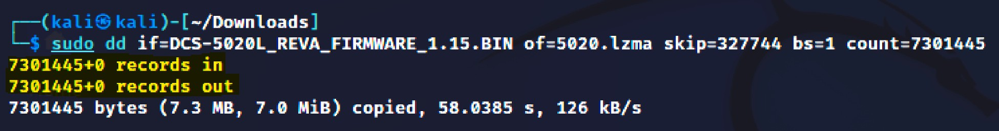 ┌──(kali㉿kali)-[~/Downloads]
└─$ sudo dd if=DCS-5020L_REVA_FIRMWARE_1.15.BIN of=5020.lzma skip=327744 bs=1 count=7301445
7301445+0 records in
7301445+0 records out
7301445 bytes (7.3 MB, 7.0 MiB) copied, 58.0385 s, 126 kB/s